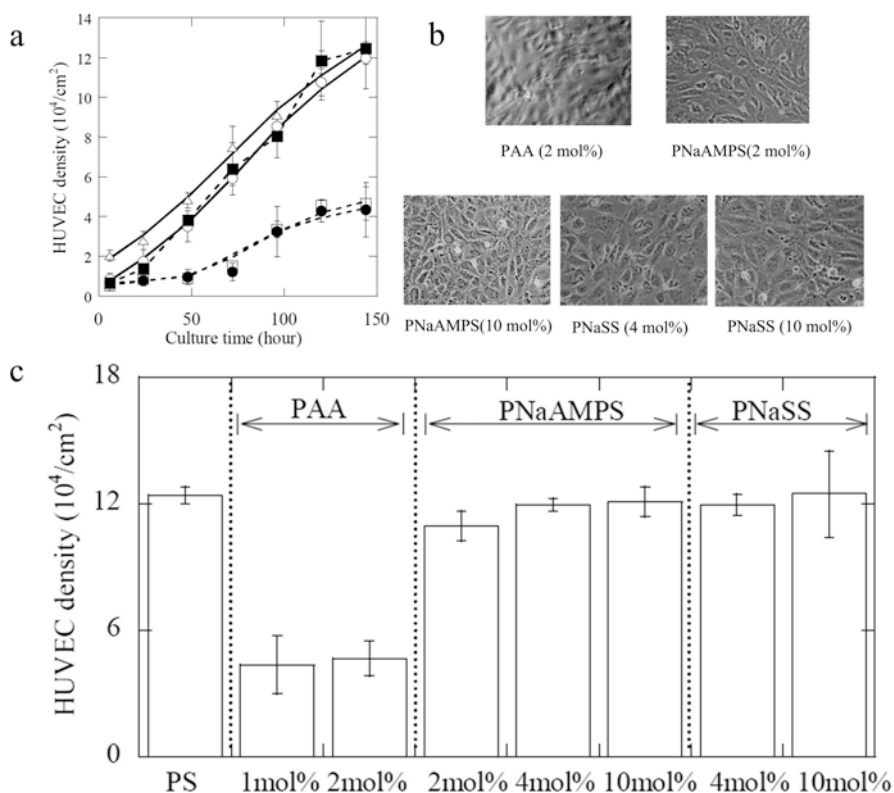 a
HUVEC density (10⁴/cm²)
14
12
10
8
6
4
2
0
0 50 100 150
Culture time (hour)
b
PAA (2 mol%) PNaAMPS(2 mol%)
PNaAMPS(10 mol%) PNaSS (4 mol%) PNaSS (10 mol%)
c
HUVEC density (10⁴/cm²)
18
12
6
0
PAA PNaAMPS PNaSS
PS 1mol% 2mol% 2mol% 4mol% 10mol% 4mol% 10mol%